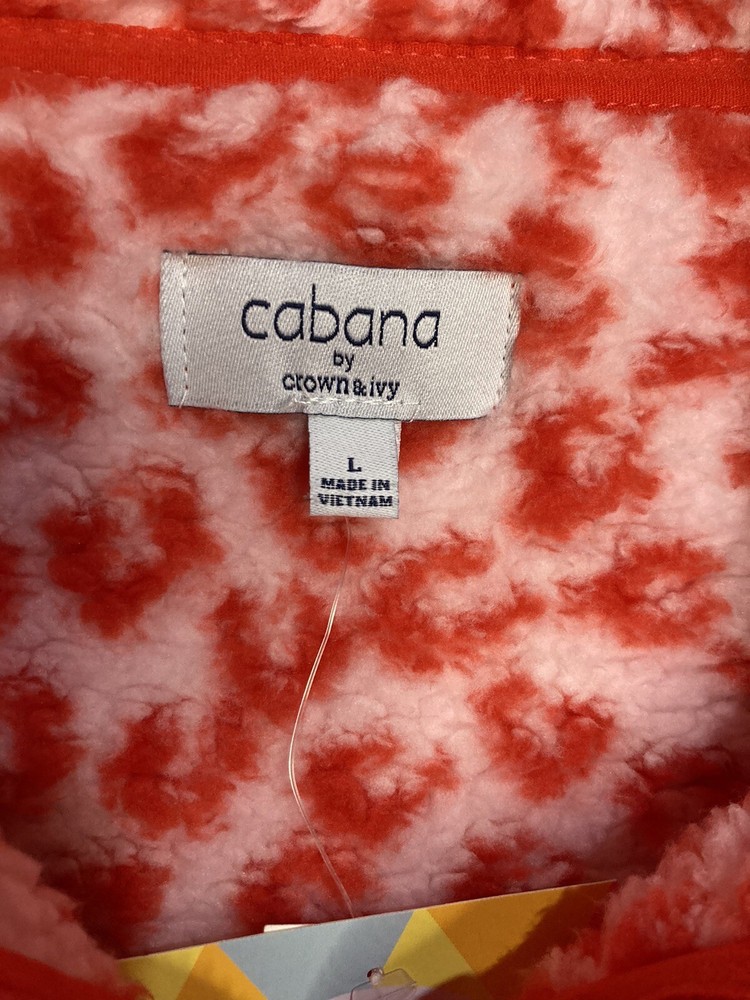 cabana
by
crown & ivy
L
MADE IN
VIETNAM